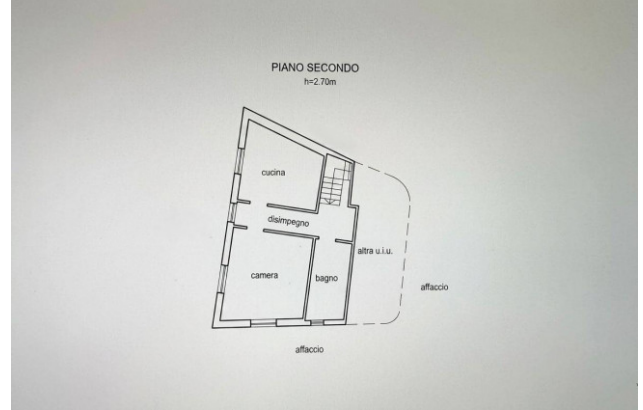 PIANO SECONDO
h=2.70m
cucina
disimpegno
altra u.i.u.
camera
bagno
affaccio
affaccio